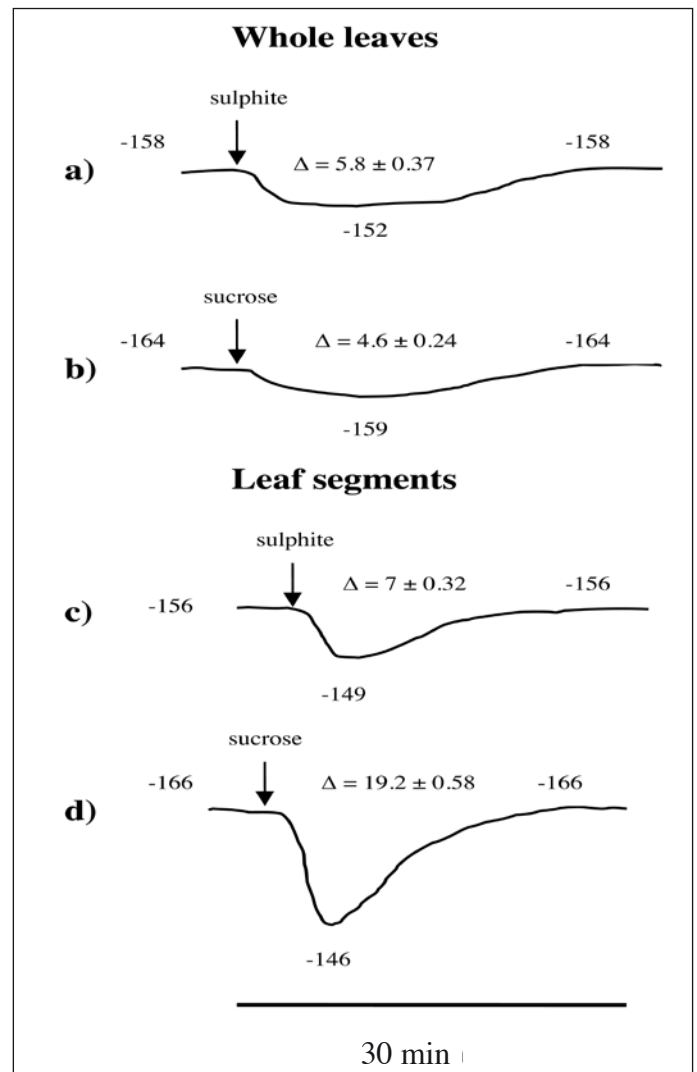 Whole leaves
sulphite
-158 -158
a) Δ = 5.8 ± 0.37
-152
sucrose
-164 Δ = 4.6 ± 0.24 -164
b)
-159
Leaf segments
sulphite
-156 Δ = 7 ± 0.32 -156
c)
-149
sucrose
-166 Δ = 19.2 ± 0.58 -166
d)
-146
30 min